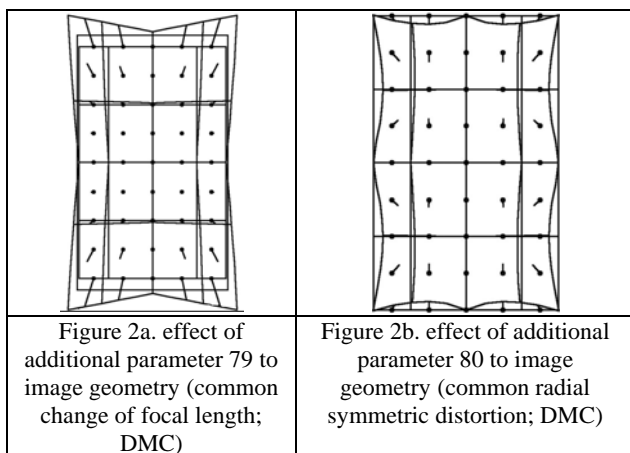 Figure 2a. effect of
additional parameter 79 to
image geometry (common
change of focal length;
DMC)
Figure 2b. effect of additional
parameter 80 to image
geometry (common radial
symmetric distortion; DMC)